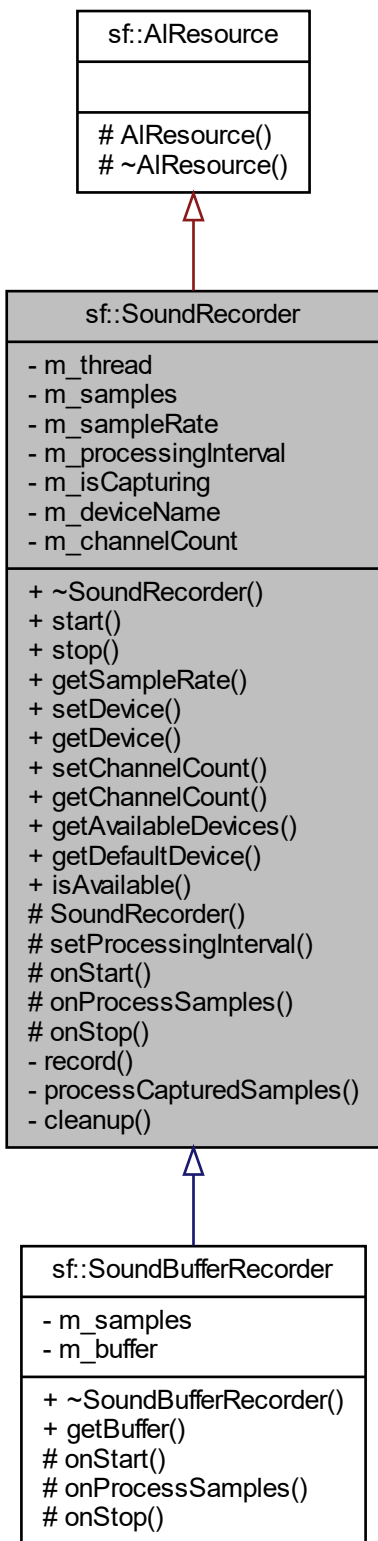 sf::AlResource
# AlResource()
# ~AlResource()
sf::SoundRecorder
- m_thread
- m_samples
- m_sampleRate
- m_processingInterval
- m_isCapturing
- m_deviceName
- m_channelCount
+ ~SoundRecorder()
+ start()
+ stop()
+ getSampleRate()
+ setDevice()
+ getDevice()
+ setChannelCount()
+ getChannelCount()
+ getAvailableDevices()
+ getDefaultDevice()
+ isAvailable()
# SoundRecorder()
# setProcessingInterval()
# onStart()
# onProcessSamples()
# onStop()
- record()
- processCapturedSamples()
- cleanup()
sf::SoundBufferRecorder
- m_samples
- m_buffer
+ ~SoundBufferRecorder()
+ getBuffer()
# onStart()
# onProcessSamples()
# onStop()